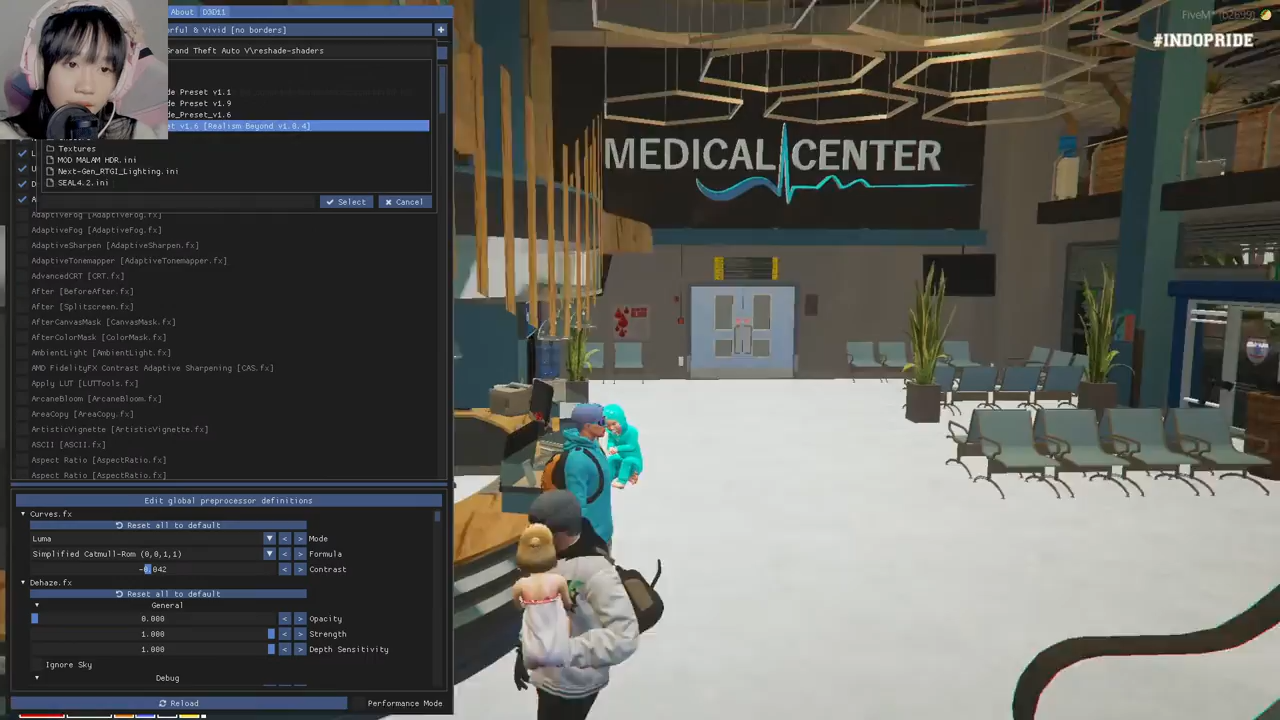 About D3D11
FiveM* (b2699)
orful & Vivid [no borders] +
#INDOPRIDE
Grand Theft Auto V\reshade-shaders
de Preset v1.1
de Preset v1.9
de_Preset_v1.6
et v1.6 [Realism Beyond v1.8.4]
Textures
MOD MALAM HDR.ini
Next-Gen_RTGI_Lighting.ini
SEAL4.2.ini
Select Cancel
MEDICAL CENTER
AdaptiveFog [AdaptiveFog.fx]
AdaptiveFog [AdaptiveFog.fx]
AdaptiveSharpen [AdaptiveSharpen.fx]
AdaptiveTonemapper [AdaptiveTonemapper.fx]
AdvancedCRT [CRT.fx]
After [BeforeAfter.fx]
After [Splitscreen.fx]
AfterCanvasMask [CanvasMask.fx]
AfterColorMask [ColorMask.fx]
AmbientLight [AmbientLight.fx]
AMD FidelityFX Contrast Adaptive Sharpening [CAS.fx]
Apply LUT [LUTTools.fx]
ArcaneBloom [ArcaneBloom.fx]
AreaCopy [AreaCopy.fx]
ArtisticVignette [ArtisticVignette.fx]
ASCII [ASCII.fx]
Aspect Ratio [AspectRatio.fx]
Aspect Ratio [AspectRatio.fx]
Edit global preprocessor definitions
Curves.fx
Reset all to default
Luma < > Mode
Simplified Catmull-Rom (0,0,1,1) < > Formula
-0.042 < > Contrast
Dehaze.fx
Reset all to default
General
0.000 < > Opacity
1.000 < > Strength
1.000 < > Depth Sensitivity
Ignore Sky
Debug
Reload Performance Mode